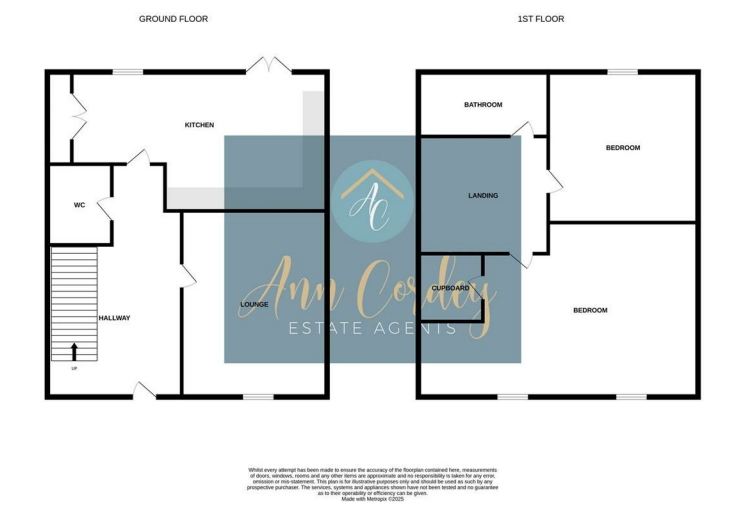 GROUND FLOOR
1ST FLOOR
KITCHEN
BATHROOM
BEDROOM
WC
LANDING
AC
Ann Cordey
ESTATE AGENTS
CUPBOARD
LOUNGE
HALLWAY
BEDROOM
UP
Whilst every attempt has been made to ensure the accuracy of the floorplan contained here, measurements
of doors, windows, rooms and any other items are approximate and no responsibility is taken for any error,
omission or mis-statement. This plan is for illustrative purposes only and should be used as such by any
prospective purchaser. The services, systems and appliances shown have not been tested and no guarantee
as to their operability or efficiency can be given.
Made with Metropix ©2025